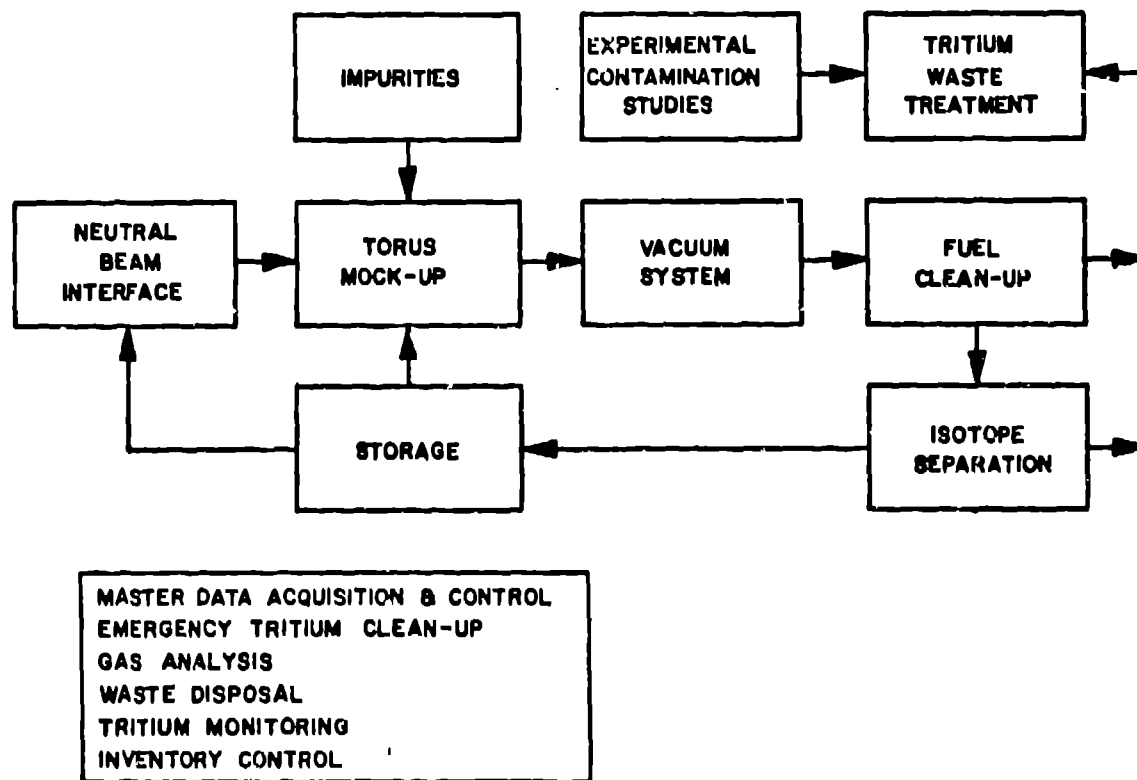 IMPURITIES
EXPERIMENTAL
CONTAMINATION
STUDIES
TRITIUM
WASTE
TREATMENT
NEUTRAL
BEAM
INTERFACE
TORUS
MOCK-UP
VACUUM
SYSTEM
FUEL
CLEAN-UP
STORAGE
ISOTOPE
SEPARATION
MASTER DATA ACQUISITION & CONTROL
EMERGENCY TRITIUM CLEAN-UP
GAS ANALYSIS
WASTE DISPOSAL
TRITIUM MONITORING
INVENTORY CONTROL